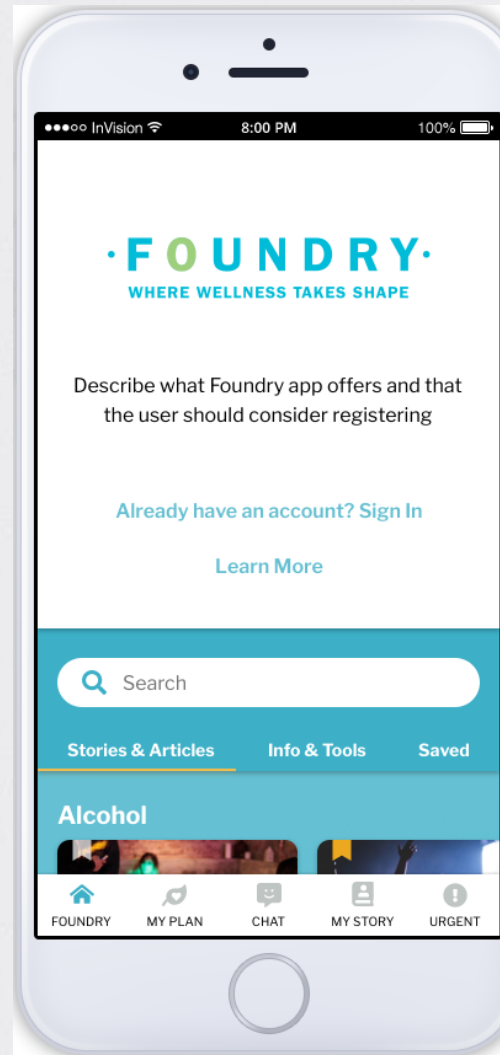 InVision 8:00 PM 100%
·FOUNDRY·
WHERE WELLNESS TAKES SHAPE
Describe what Foundry app offers and that
the user should consider registering
Already have an account? Sign In
Learn More
Search
Stories & Articles Info & Tools Saved
Alcohol
FOUNDRY MY PLAN CHAT MY STORY URGENT